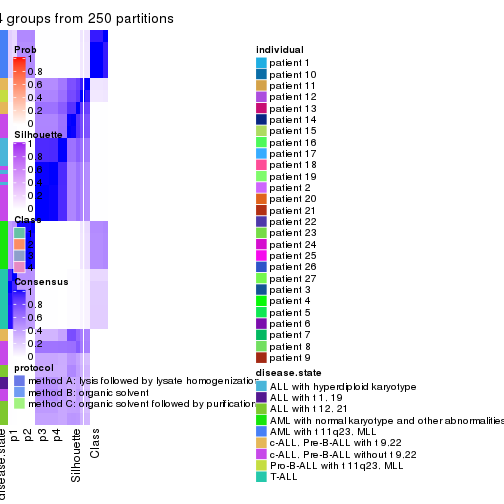 4 groups from 250 partitions
Prob
1
0.8
0.6
0.4
0.2
0
Silhouette
1
0.8
0.6
0.4
0.2
0
Class
1
2
3
4
Consensus
1
0.8
0.6
0.4
0.2
0
protocol
method A: lysis followed by lysate homogenization
method B: organic solvent
method C: organic solvent followed by purification
disease.state
p1
p2
p3
p4
Silhouette
Class
individual
patient 1
patient 10
patient 11
patient 12
patient 13
patient 14
patient 15
patient 16
patient 17
patient 18
patient 19
patient 2
patient 20
patient 21
patient 22
patient 23
patient 24
patient 25
patient 26
patient 27
patient 3
patient 4
patient 5
patient 6
patient 7
patient 8
patient 9
disease.state
ALL with hyperdiploid karyotype
ALL with t 1. 19
ALL with t 12. 21
AML with normal karyotype and other abnormalities
AML with t 11q23. MLL
c-ALL. Pre-B-ALL with t 9.22
c-ALL. Pre-B-ALL without t 9.22
Pro-B-ALL with t 11q23. MLL
T-ALL